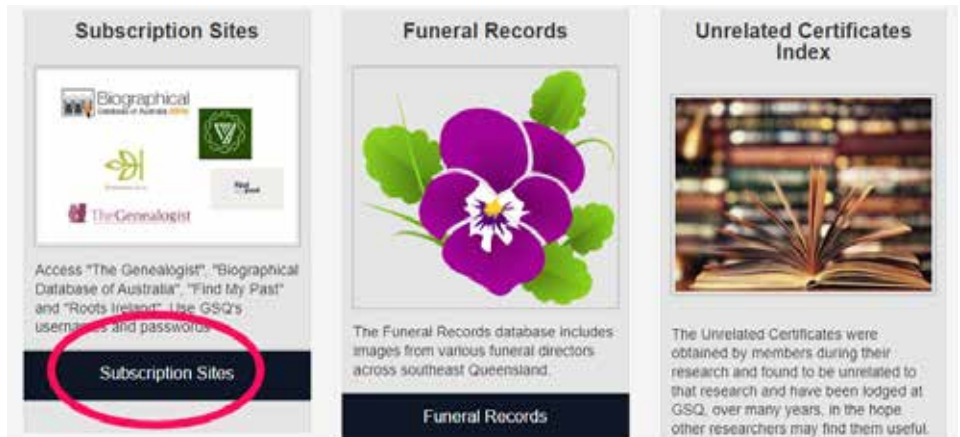 Subscription Sites
Biographical
Database of Australia
TheGenealogist
Access "The Genealogist", "Biographical
Database of Australia", "Find My Past"
and "Roots Ireland". Use GSQ's
usernames and passwords
Subscription Sites
Funeral Records
The Funeral Records database includes
images from various funeral directors
across southeast Queensland.
Funeral Records
Unrelated Certificates
Index
The Unrelated Certificates were
obtained by members during their
research and found to be unrelated to
that research and have been lodged at
GSQ, over many years, in the hope
other researchers may find them useful.